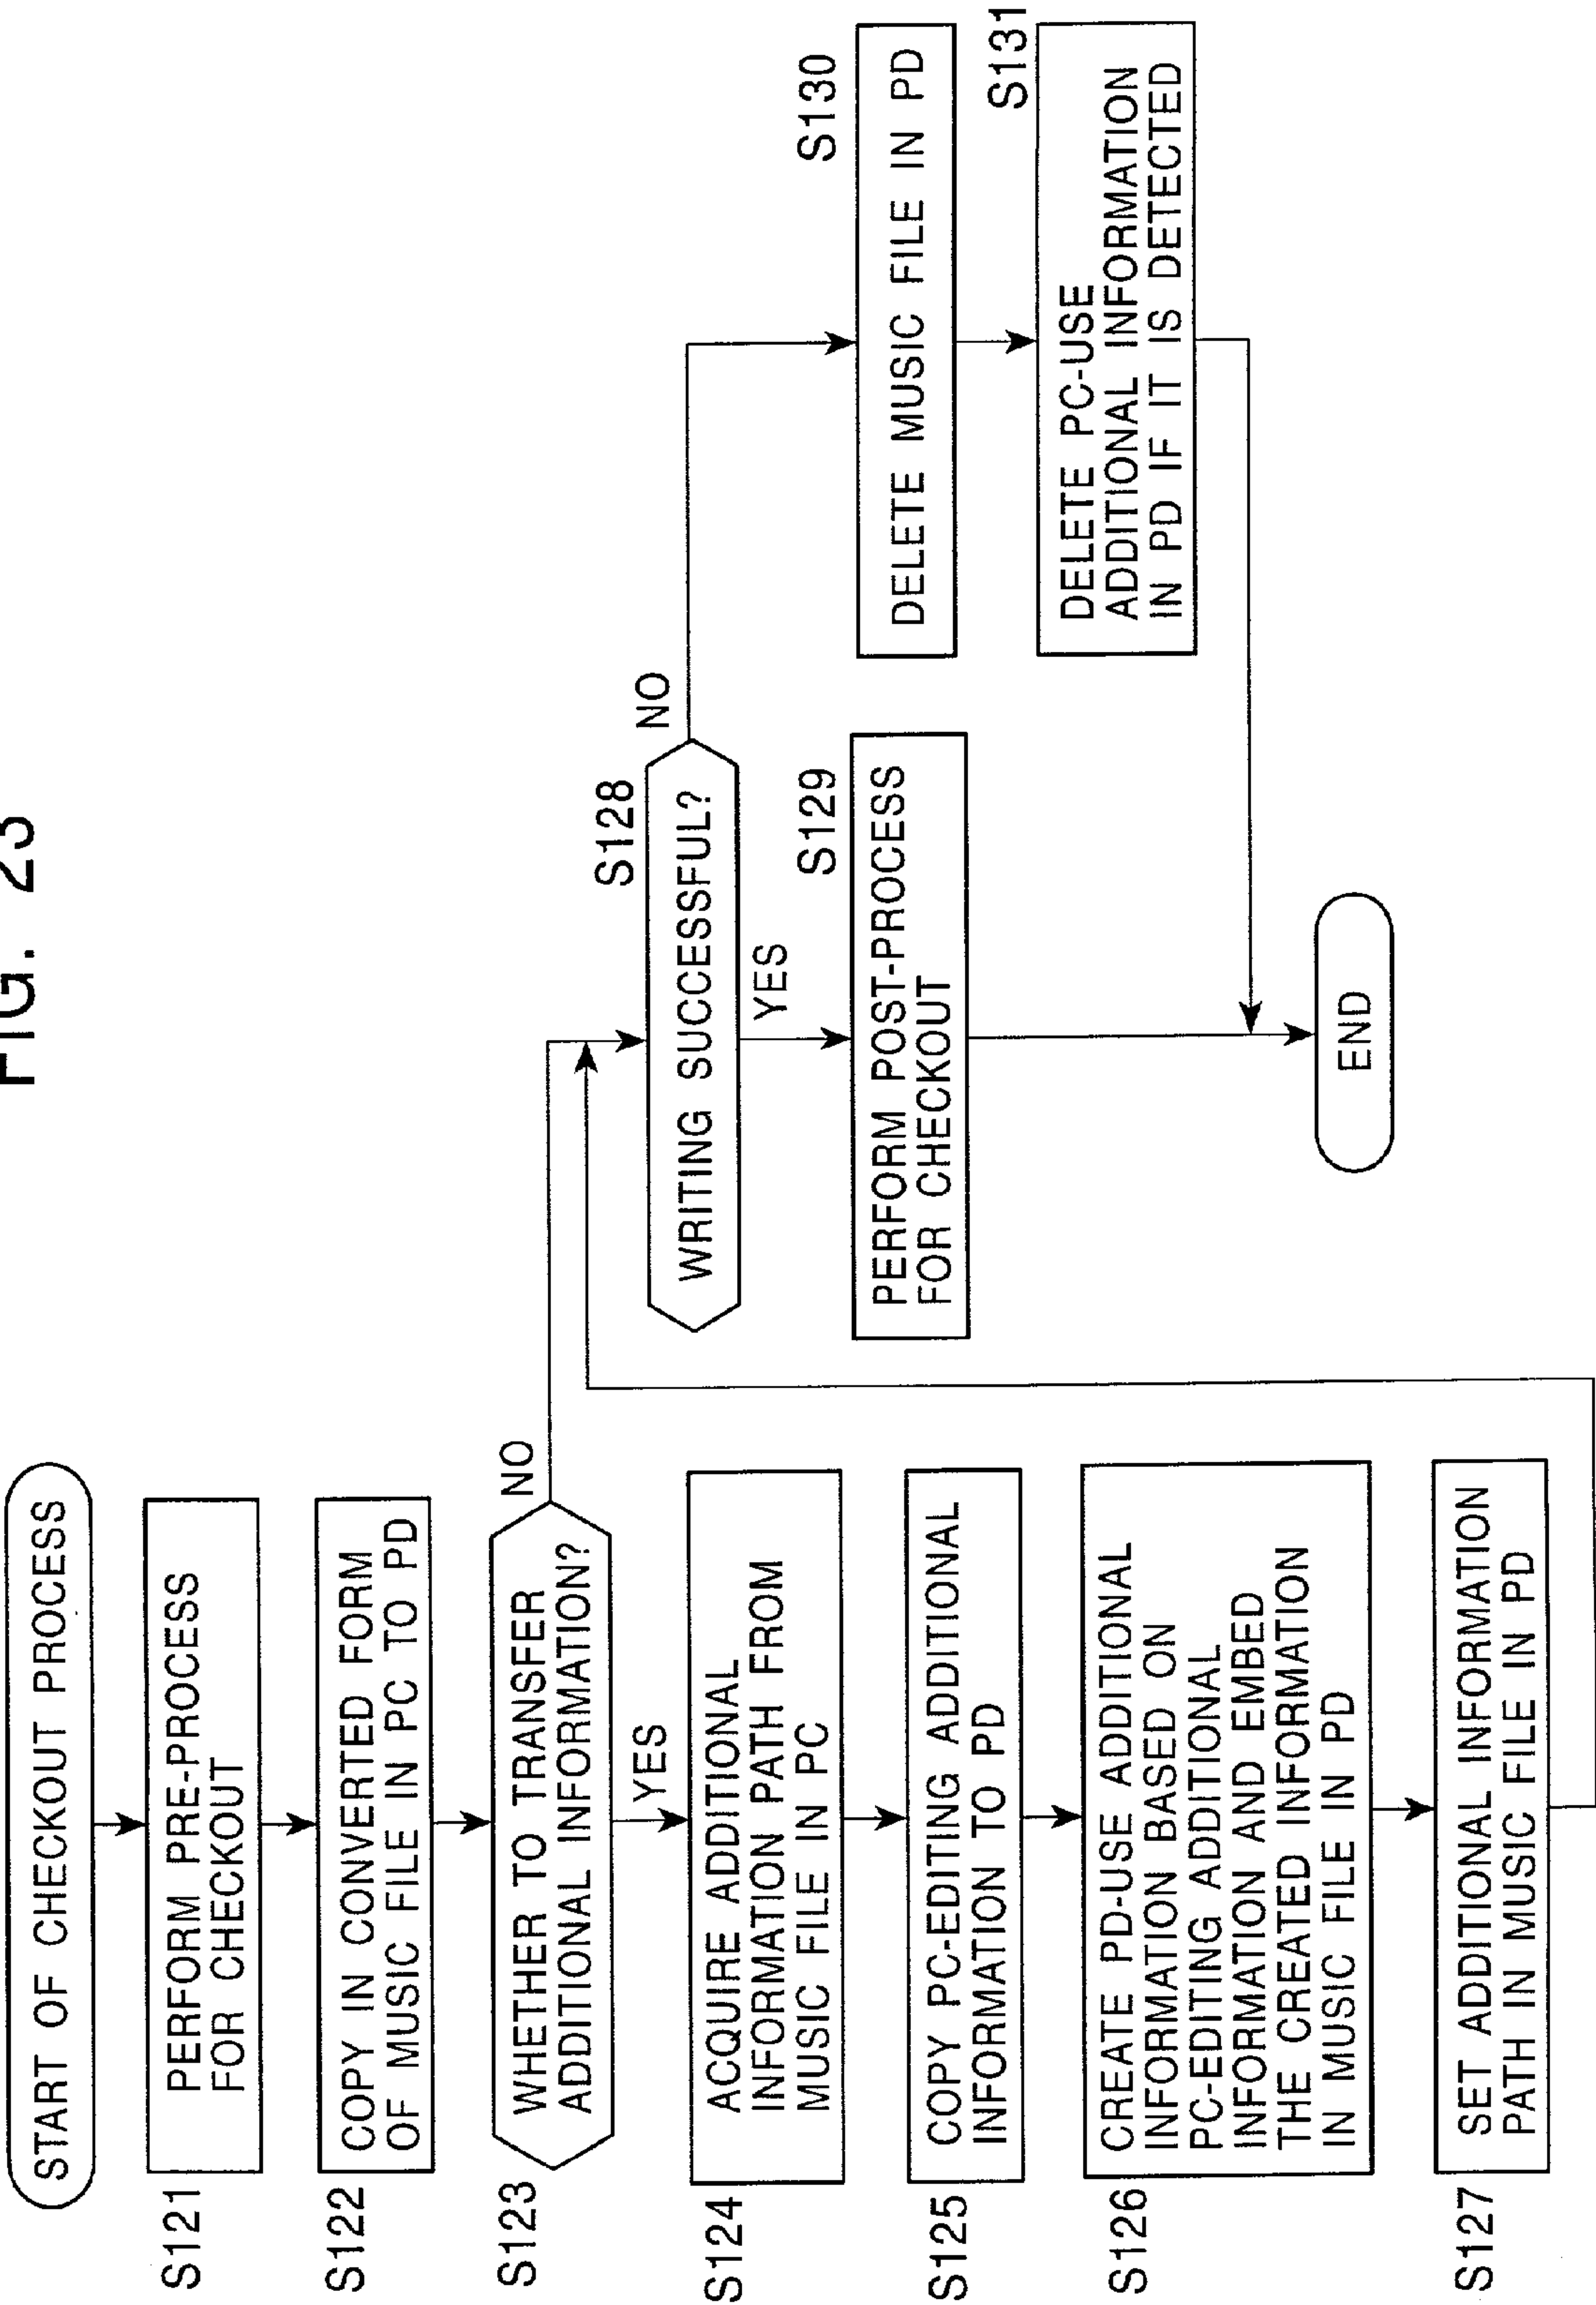 FIG. 23
START OF CHECKOUT PROCESS
S121
PERFORM PRE-PROCESS
FOR CHECKOUT
S122
COPY IN CONVERTED FORM
OF MUSIC FILE IN PC TO PD
S123
WHETHER TO TRANSFER
ADDITIONAL INFORMATION?
NO
YES
S124
ACQUIRE ADDITIONAL
INFORMATION PATH FROM
MUSIC FILE IN PC
S125
COPY PC-EDITING ADDITIONAL
INFORMATION TO PD
S126
CREATE PD-USE ADDITIONAL
INFORMATION BASED ON
PC-EDITING ADDITIONAL
INFORMATION AND EMBED
THE CREATED INFORMATION
IN MUSIC FILE IN PD
S127
SET ADDITIONAL INFORMATION
PATH IN MUSIC FILE IN PD
S128
WRITING SUCCESSFUL?
NO
YES
S129
PERFORM POST-PROCESS
FOR CHECKOUT
S130
DELETE MUSIC FILE IN PD
S131
DELETE PC-USE
ADDITIONAL INFORMATION
IN PD IF IT IS DETECTED
END